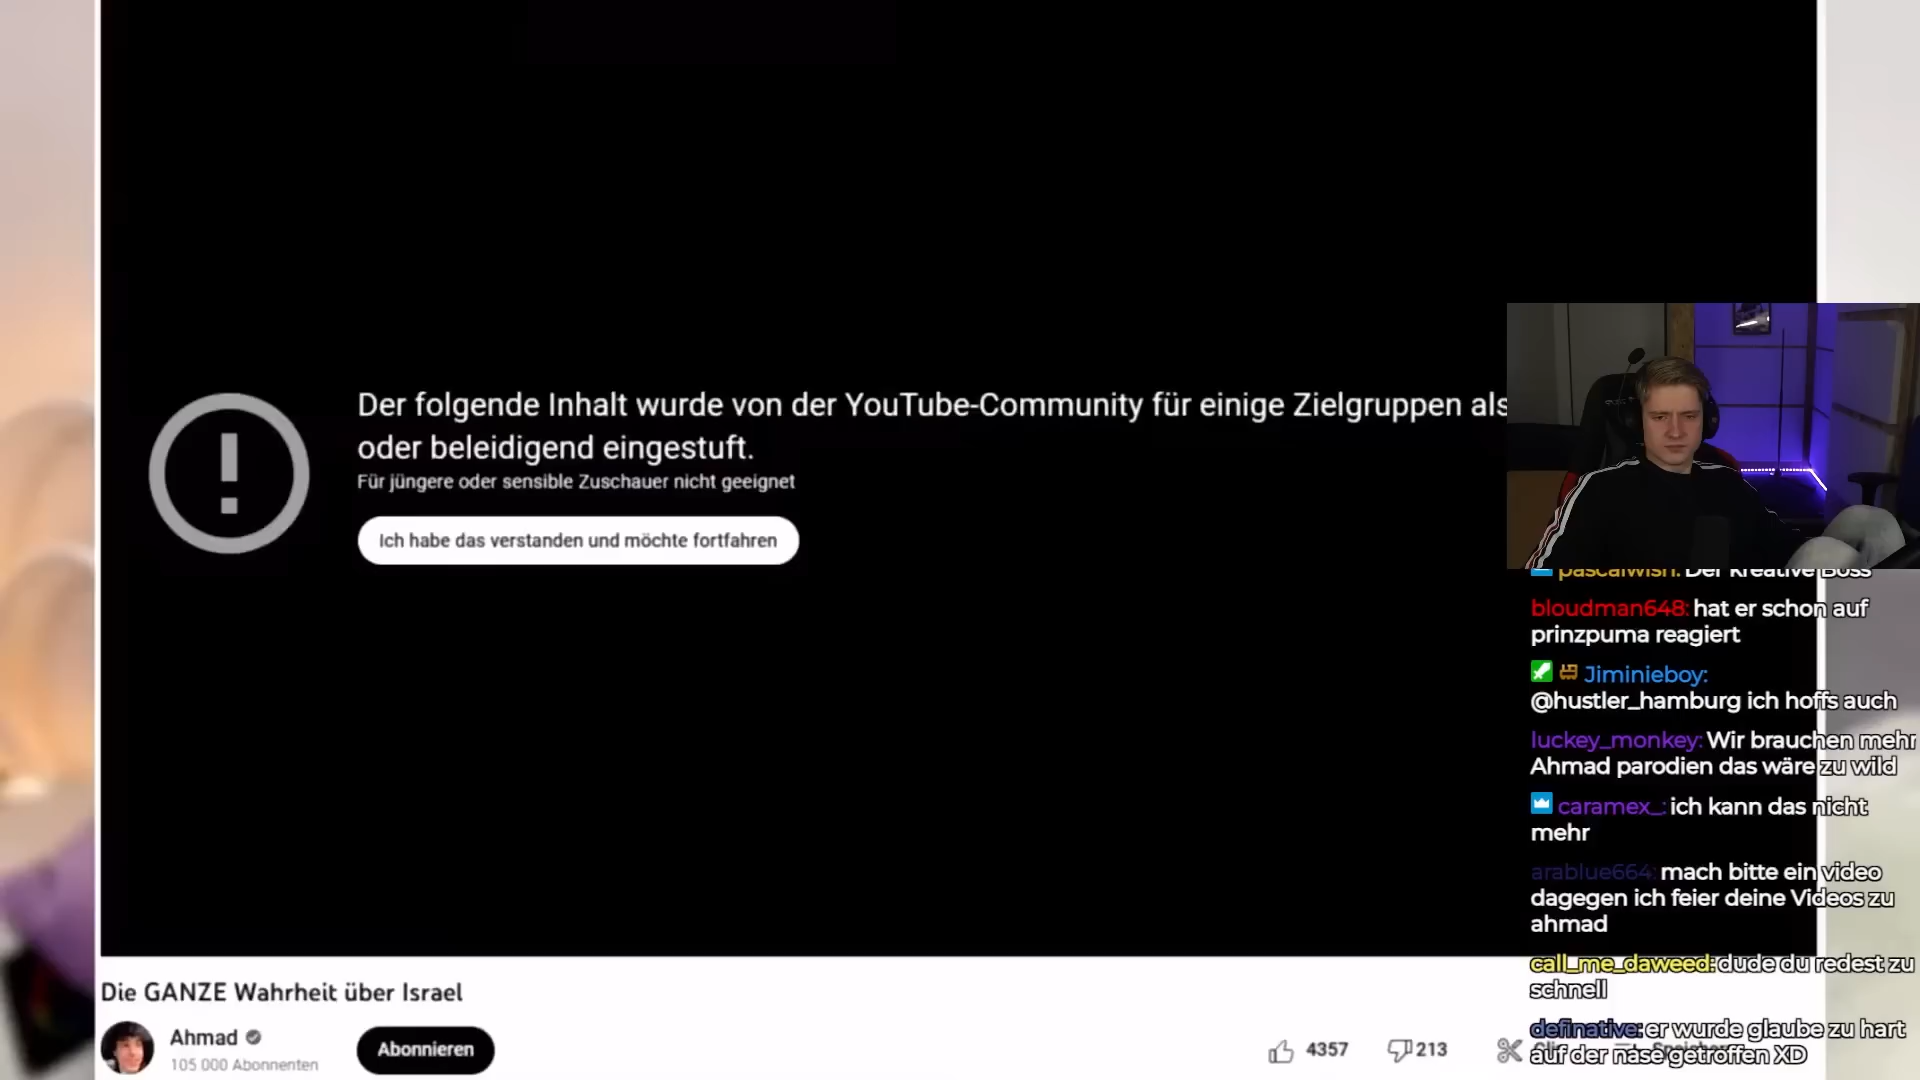 Der folgende Inhalt wurde von der YouTube-Community für einige Zielgruppen als
oder beleidigend eingestuft.
Für jüngere oder sensible Zuschauer nicht geeignet
Ich habe das verstanden und möchte fortfahren
pascalwish: Der kreative Boss
bloudman648: hat er schon auf
prinzpuma reagiert
Jiminieboy:
@hustler_hamburg ich hoffs auch
luckey_monkey: Wir brauchen mehr
Ahmad parodien das wäre zu wild
caramex_: ich kann das nicht
mehr
arablue664: mach bitte ein video
dagegen ich feier deine Videos zu
ahmad
call_me_daweed: dude du redest zu
schnell
definative: er wurde glaube zu hart
auf der nase getroffen XD
Die GANZE Wahrheit über Israel
Ahmad
105 000 Abonnenten
Abonnieren
4357
213